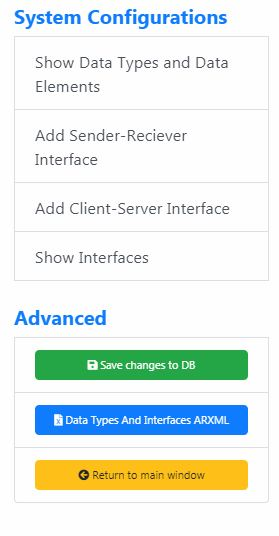 System Configurations
Show Data Types and Data
Elements
Add Sender-Reciever
Interface
Add Client-Server Interface
Show Interfaces
Advanced
Save changes to DB
Data Types And Interfaces ARXML
Return to main window